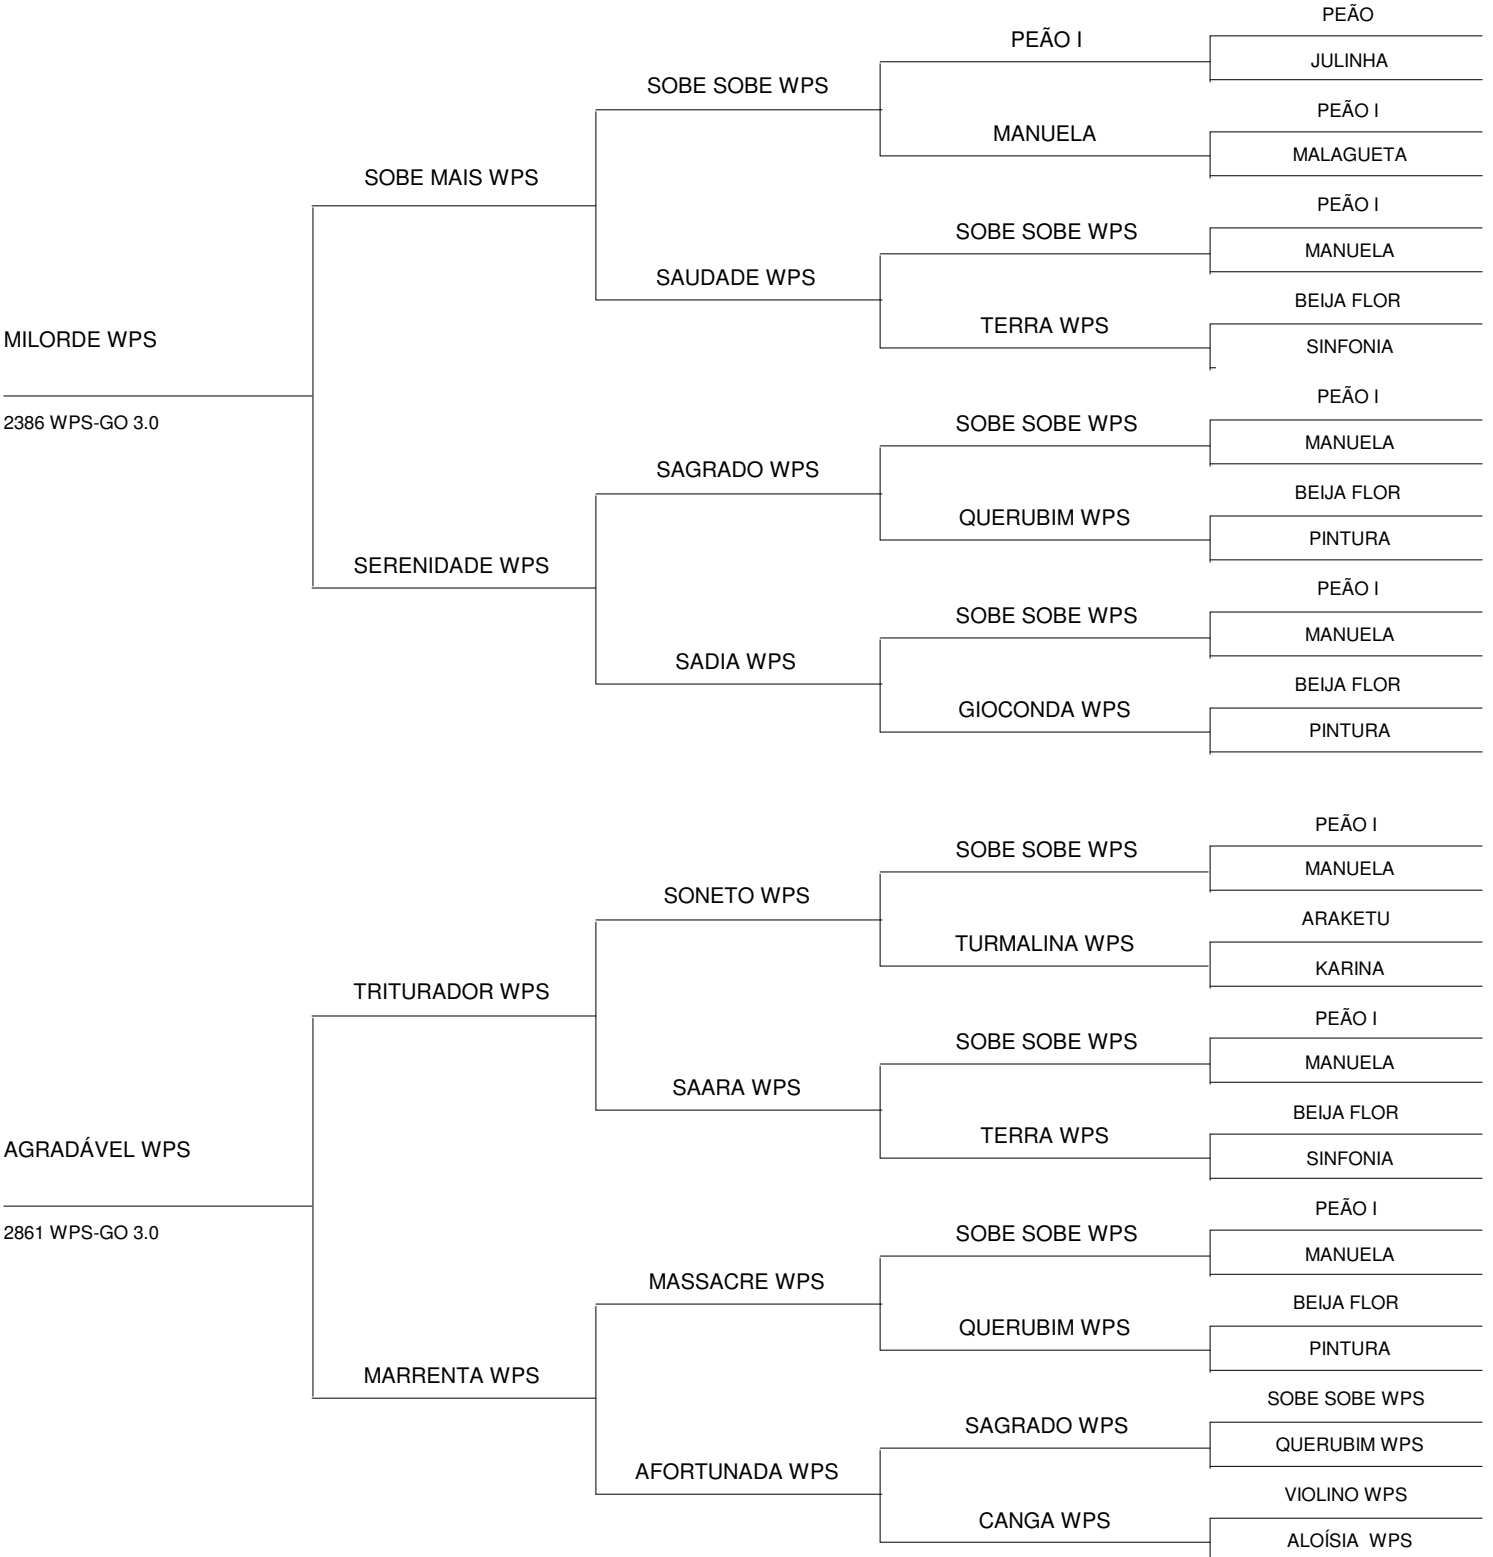 PEÃO
PEÃO I
JULINHA
SOBE SOBE WPS
PEÃO I
MANUELA
MALAGUETA
SOBE MAIS WPS
PEÃO I
SOBE SOBE WPS
MANUELA
SAUDADE WPS
BEIJA FLOR
TERRA WPS
SINFONIA
MILORDE WPS
2386 WPS-GO 3.0
PEÃO I
SOBE SOBE WPS
MANUELA
SAGRADO WPS
BEIJA FLOR
QUERUBIM WPS
PINTURA
SERENIDADE WPS
PEÃO I
SOBE SOBE WPS
MANUELA
SADIA WPS
BEIJA FLOR
GIOCONDA WPS
PINTURA
PEÃO I
SOBE SOBE WPS
MANUELA
SONETO WPS
ARAKETU
TURMALINA WPS
KARINA
TRITURADOR WPS
PEÃO I
SOBE SOBE WPS
MANUELA
SAARA WPS
BEIJA FLOR
TERRA WPS
SINFONIA
AGRADÁVEL WPS
2861 WPS-GO 3.0
PEÃO I
SOBE SOBE WPS
MANUELA
MASSACRE WPS
BEIJA FLOR
QUERUBIM WPS
PINTURA
MARRENTA WPS
SOBE SOBE WPS
SAGRADO WPS
QUERUBIM WPS
AFORTUNADA WPS
VIOLINO WPS
CANGA WPS
ALOÍSIA WPS